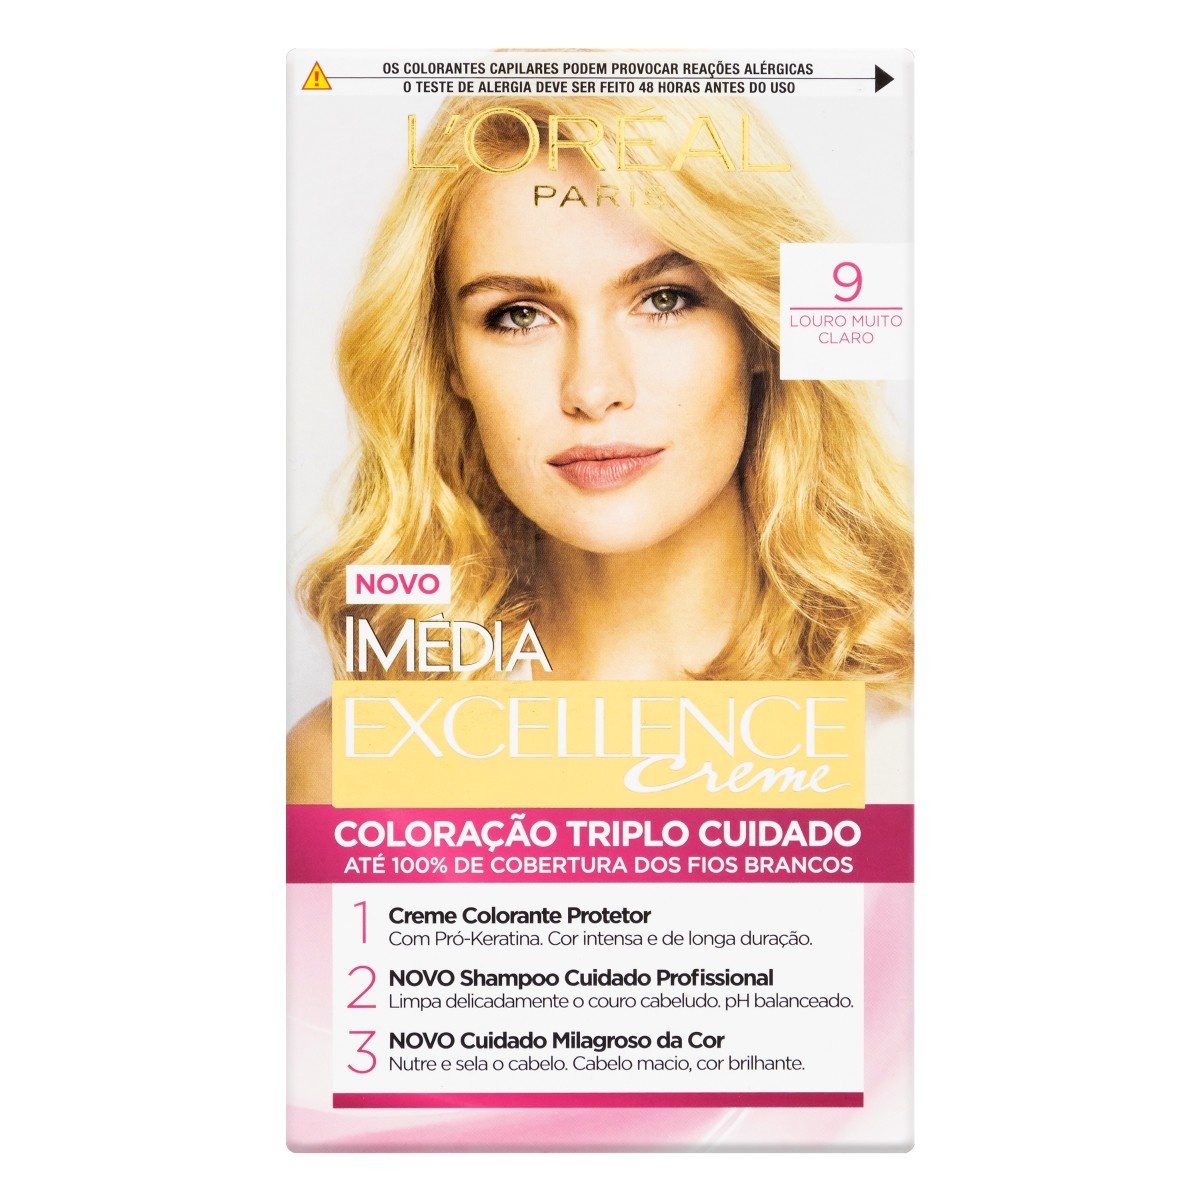 OS COLORANTES CAPILARES PODEM PROVOCAR REAÇÕES ALÉRGICAS
O TESTE DE ALERGIA DEVE SER FEITO 48 HORAS ANTES DO USO
L'ORÉAL
PARIS
9
LOURO MUITO
CLARO
NOVO
IMÉDIA
EXCELLENCE
Creme
COLORAÇÃO TRIPLO CUIDADO
ATÉ 100% DE COBERTURA DOS FIOS BRANCOS
1 Creme Colorante Protetor
Com Pró-Keratina. Cor intensa e de longa duração.
2 NOVO Shampoo Cuidado Profissional
Limpa delicadamente o couro cabeludo. pH balanceado.
3 NOVO Cuidado Milagroso da Cor
Nutre e sela o cabelo. Cabelo macio, cor brilhante.